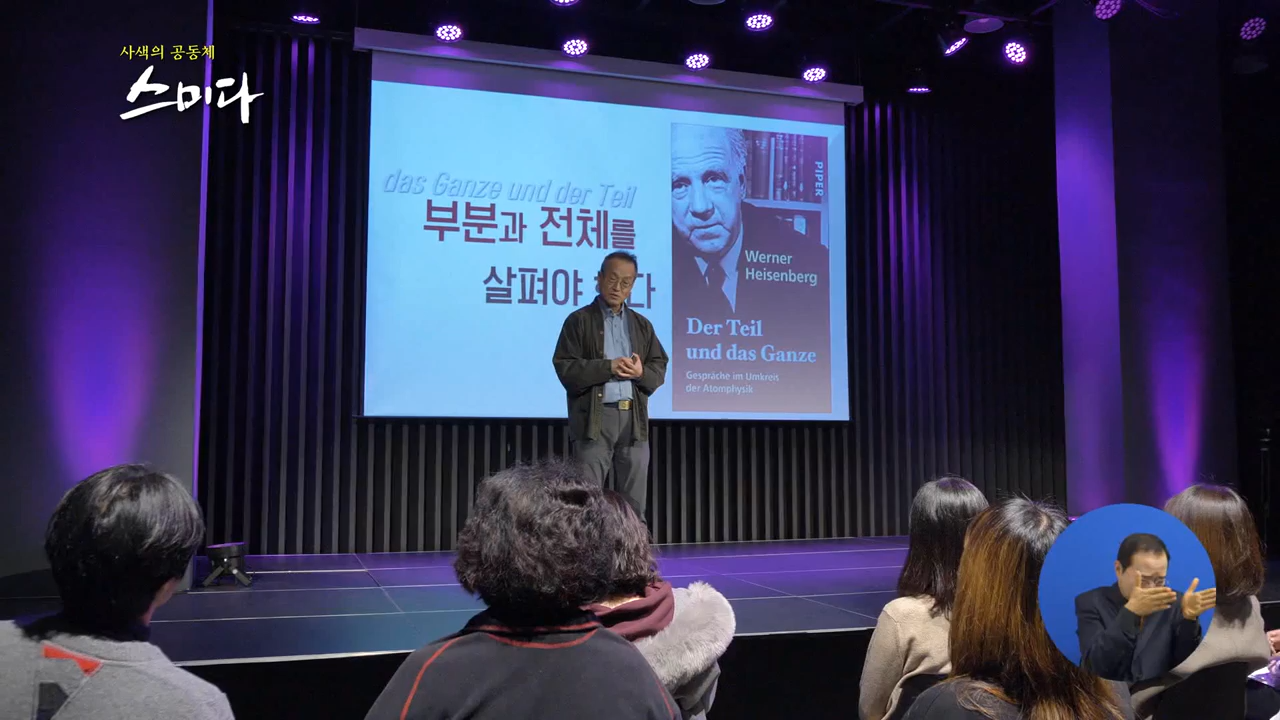 사색의 공동체
스미다
das Ganze und der Teil
부분과 전체를
살펴야
PIPER
Werner
Heisenberg
Der Teil
und das Ganze
Gespräche im Umkreis
der Atomphysik